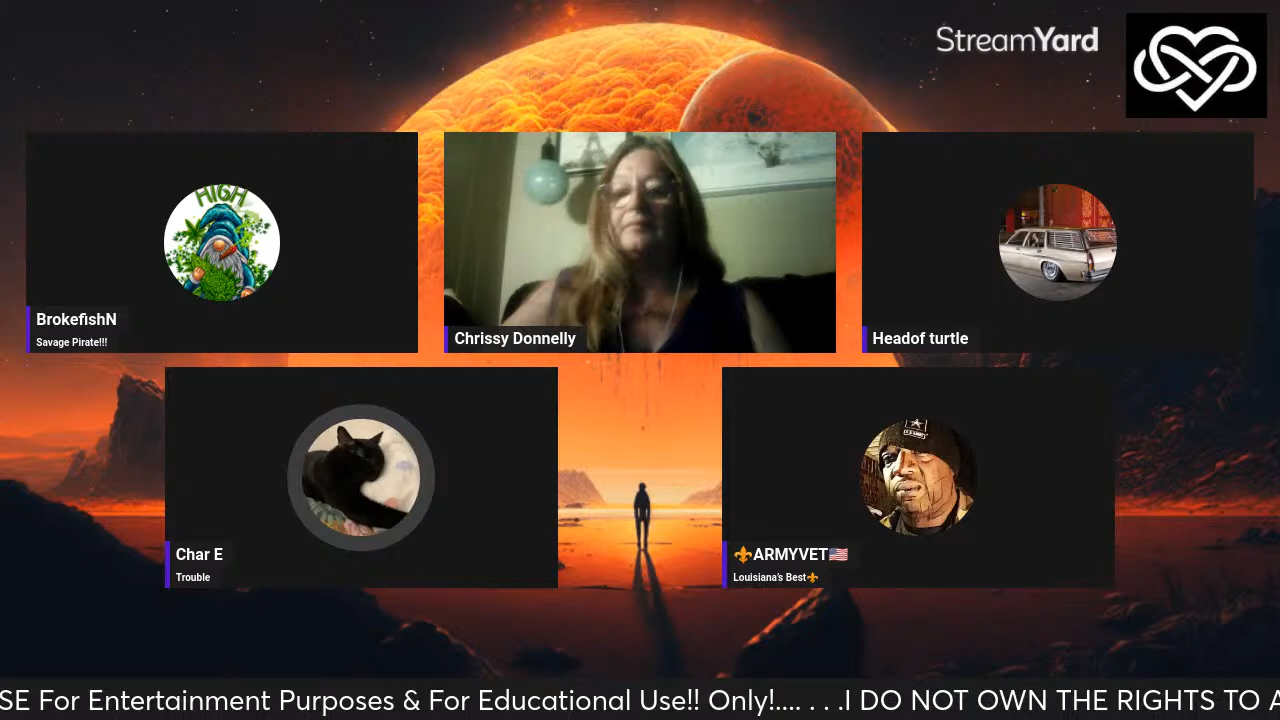 StreamYard
HIGH
BrokefishN
Savage Pirate!!!
Chrissy Donnelly
Headof turtle
Char E
Trouble
⚜️ARMYVET🇺🇸
Louisiana's Best⚜️
SE For Entertainment Purposes & For Educational Use!! Only!.... . . .I DO NOT OWN THE RIGHTS TO A